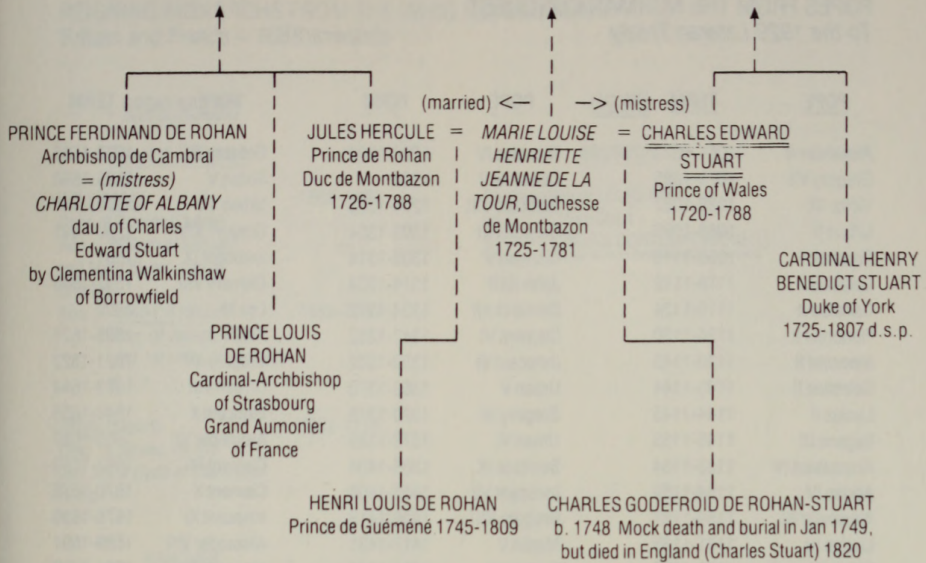 (married) <– –> (mistress)
PRINCE FERDINAND DE ROHAN
Archbishop de Cambrai
= (mistress)
CHARLOTTE OF ALBANY
dau. of Charles
Edward Stuart
by Clementina Walkinshaw
of Borrowfield
JULES HERCULE
Prince de Rohan
Duc de Montbazon
1726-1788
=
MARIE LOUISE
HENRIETTE
JEANNE DE LA
TOUR, Duchesse
de Montbazon
1725-1781
=
CHARLES EDWARD
STUART
Prince of Wales
1720-1788
CARDINAL HENRY
BENEDICT STUART
Duke of York
1725-1807 d.s.p.
PRINCE LOUIS
DE ROHAN
Cardinal-Archbishop
of Strasbourg
Grand Aumonier
of France
HENRI LOUIS DE ROHAN
Prince de Guéméné 1745-1809
CHARLES GODEFROID DE ROHAN-STUART
b. 1748 Mock death and burial in Jan 1749,
but died in England (Charles Stuart) 1820